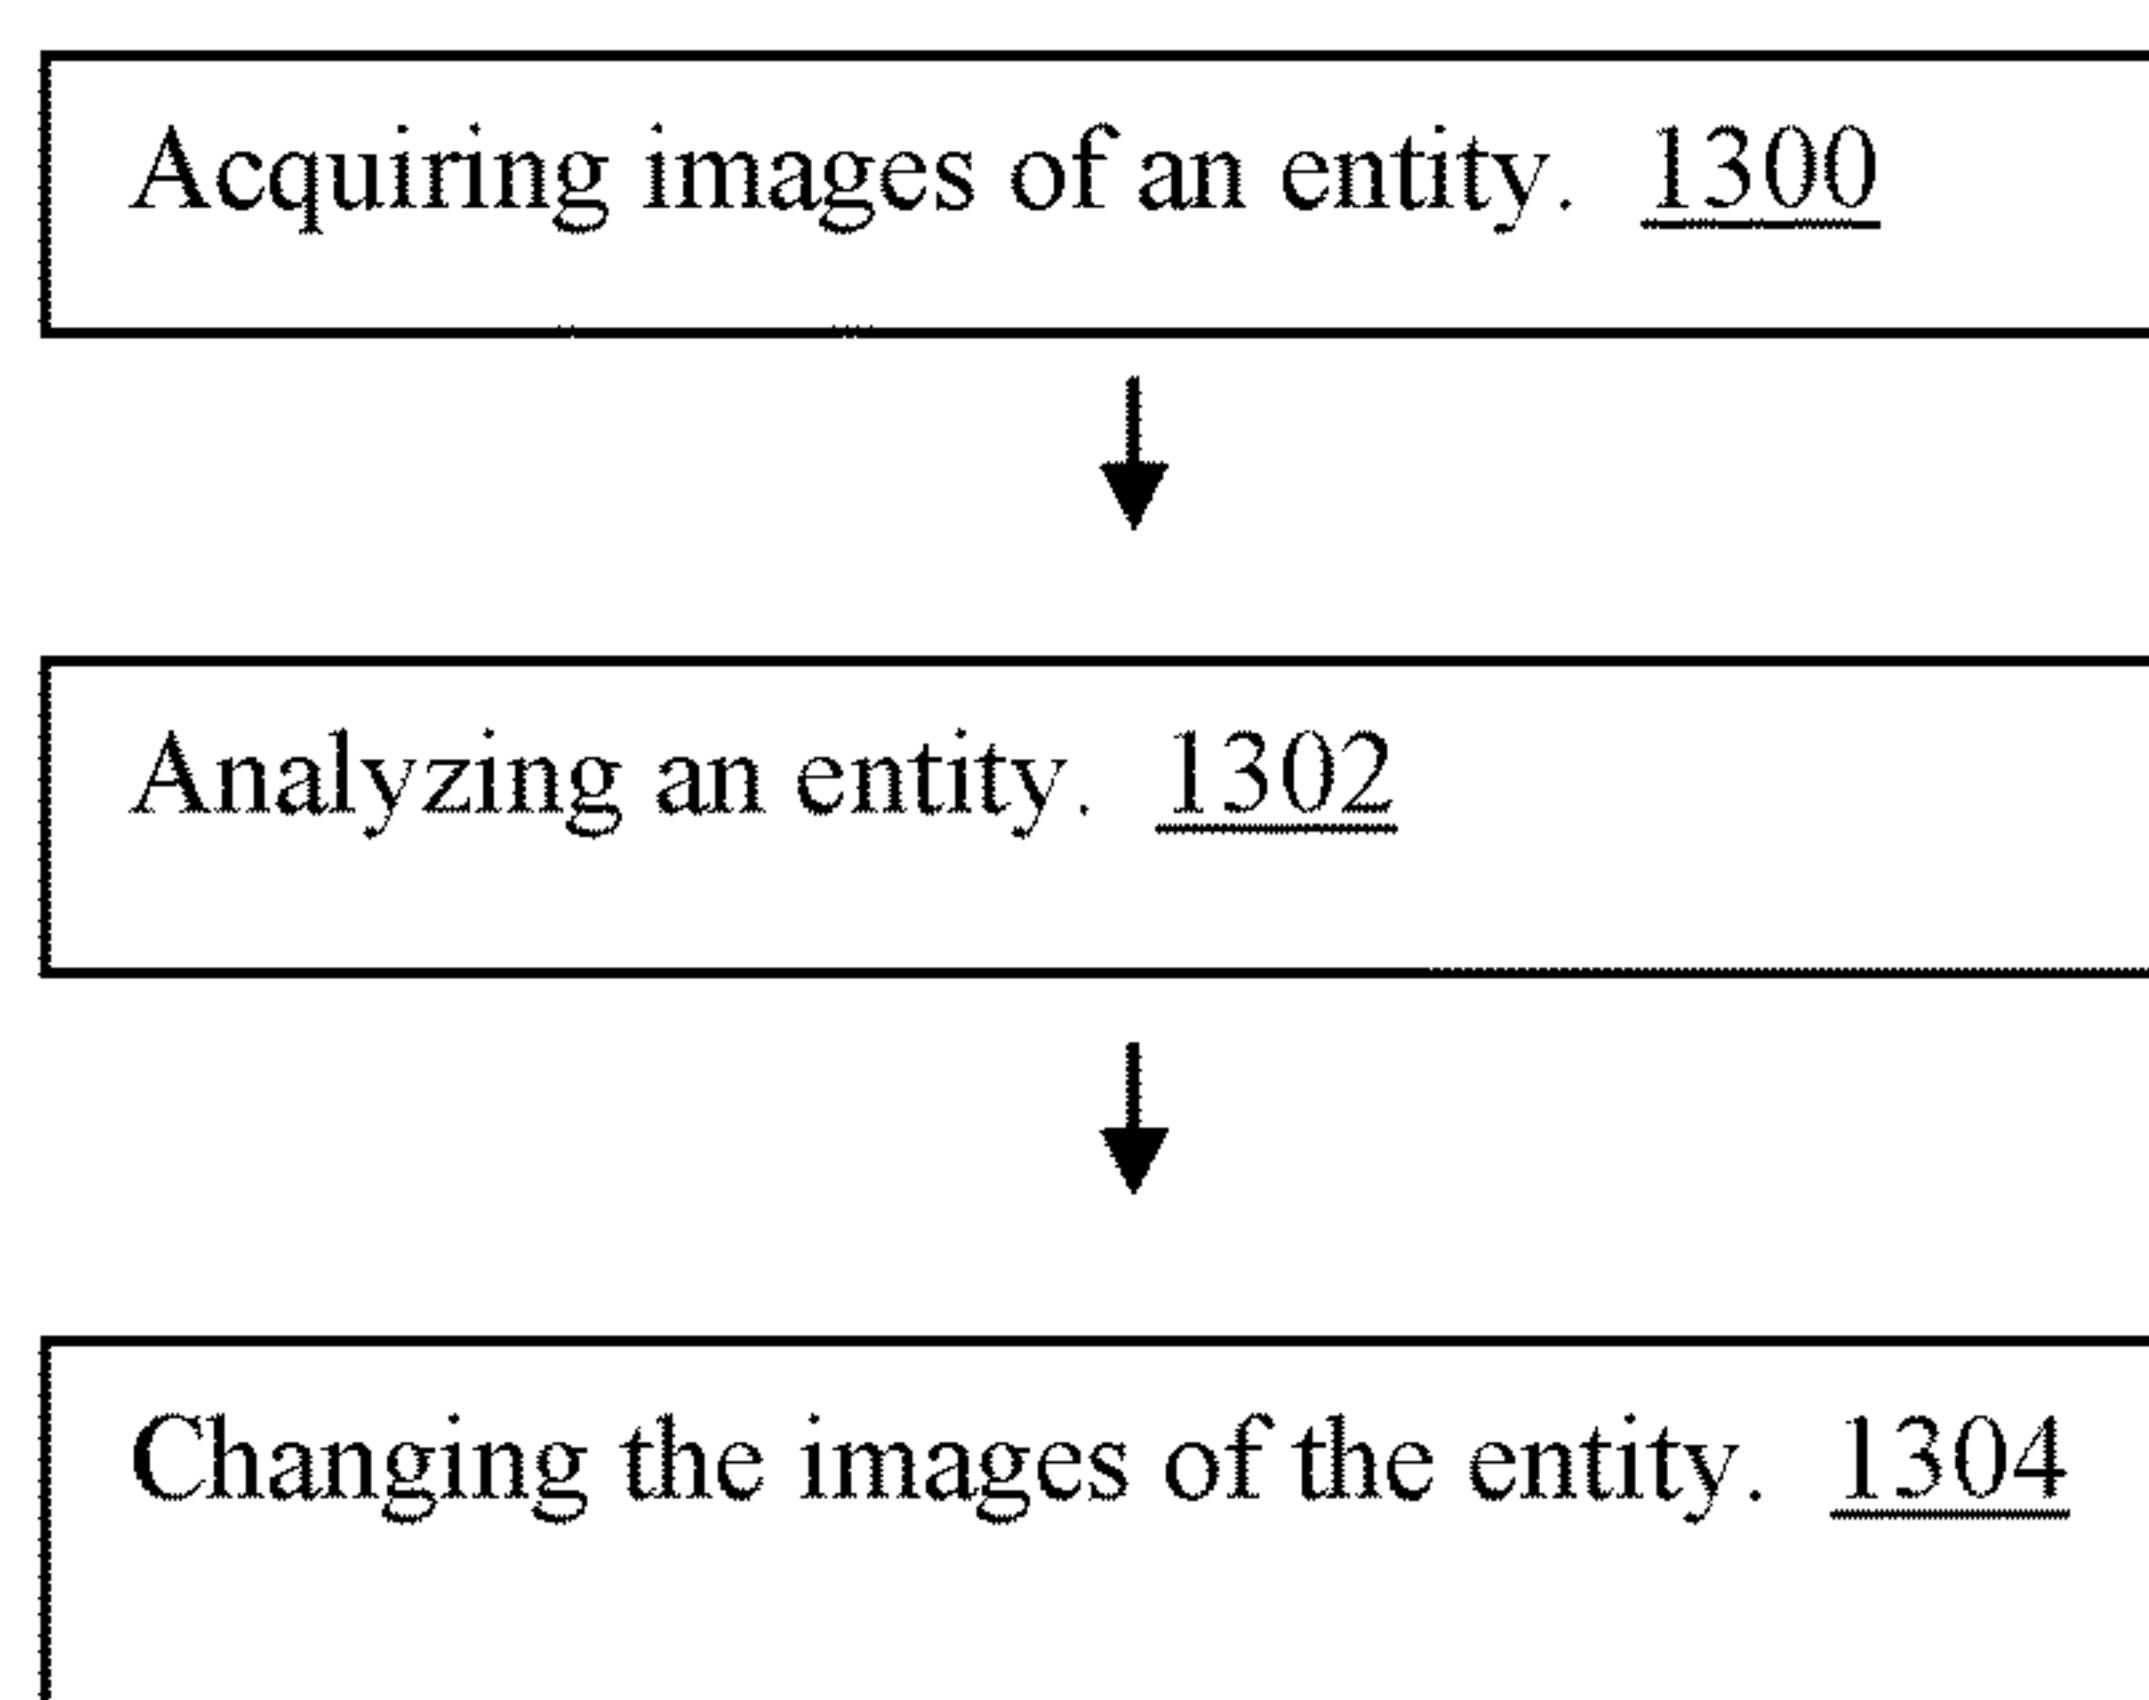 Acquiring images of an entity. 1300
Analyzing an entity. 1302
Changing the images of the entity. 1304